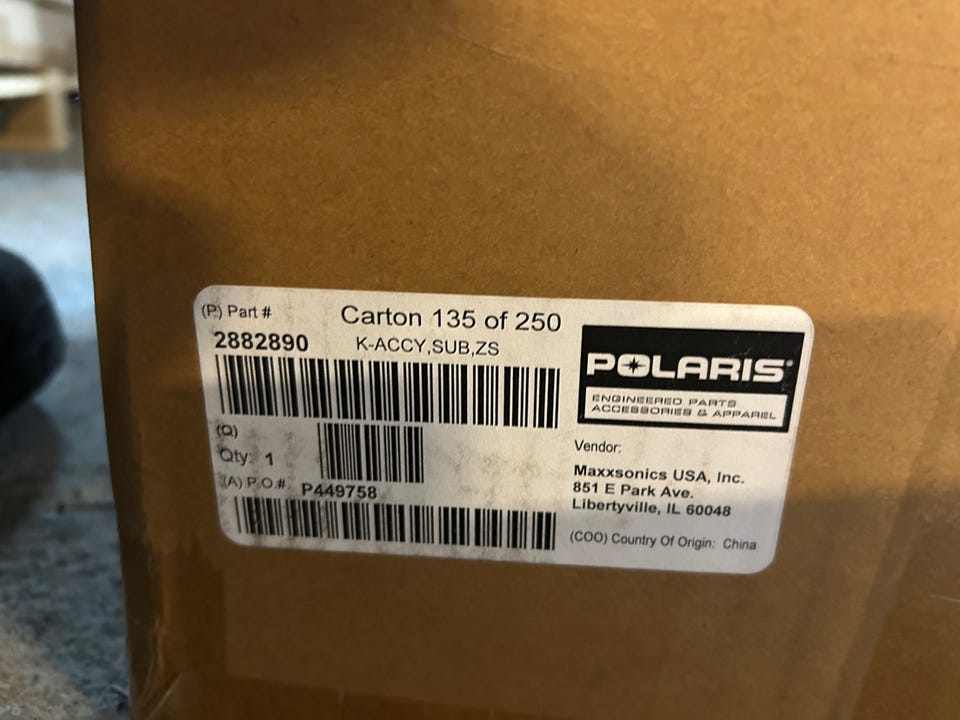 (P) Part # Carton 135 of 250
2882890 K-ACCY,SUB,ZS
(Q)
Qty: 1
(A) P.O.# P449758
POLARIS®
ENGINEERED PARTS
ACCESSORIES & APPAREL
Vendor:
Maxxsonics USA, Inc.
851 E Park Ave.
Libertyville, IL 60048
(COO) Country Of Origin: China